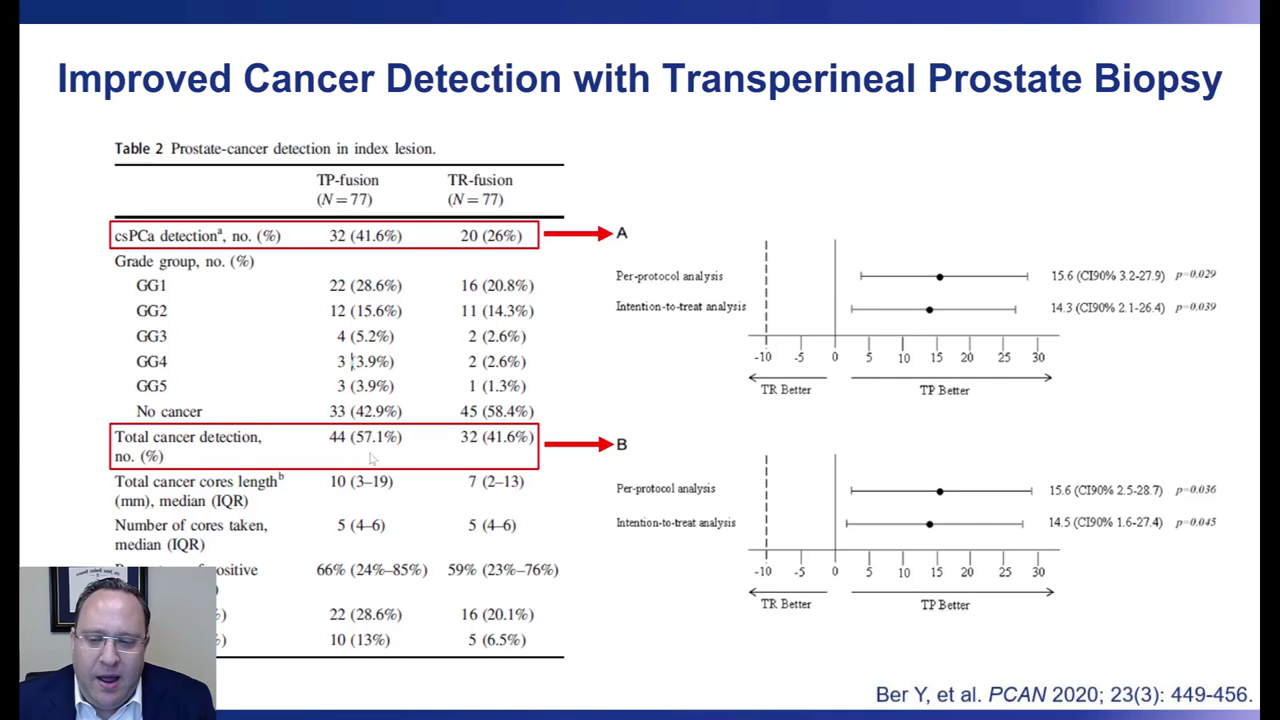 Improved Cancer Detection with Transperineal Prostate Biopsy
Table 2 Prostate-cancer detection in index lesion.
TP-fusion TR-fusion
(N = 77) (N = 77)
csPCa detectionᵃ, no. (%) 32 (41.6%) 20 (26%)
Grade group, no. (%)
GG1 22 (28.6%) 16 (20.8%)
GG2 12 (15.6%) 11 (14.3%)
GG3 4 (5.2%) 2 (2.6%)
GG4 3 (3.9%) 2 (2.6%)
GG5 3 (3.9%) 1 (1.3%)
No cancer 33 (42.9%) 45 (58.4%)
Total cancer detection, 44 (57.1%) 32 (41.6%)
no. (%)
Total cancer cores lengthᵇ 10 (3–19) 7 (2–13)
(mm), median (IQR)
Number of cores taken, 5 (4–6) 5 (4–6)
median (IQR)
positive 66% (24%–85%) 59% (23%–76%)
22 (28.6%) 16 (20.1%)
10 (13%) 5 (6.5%)
A
Per-protocol analysis 15.6 (CI90% 3.2-27.9) p=0.029
Intention-to-treat analysis 14.3 (CI90% 2.1-26.4) p=0.039
-10 -5 0 5 10 15 20 25 30
TR Better TP Better
B
Per-protocol analysis 15.6 (CI90% 2.5-28.7) p=0.036
Intention-to-treat analysis 14.5 (CI90% 1.6-27.4) p=0.045
-10 -5 0 5 10 15 20 25 30
TR Better TP Better
Ber Y, et al. PCAN 2020; 23(3): 449-456.